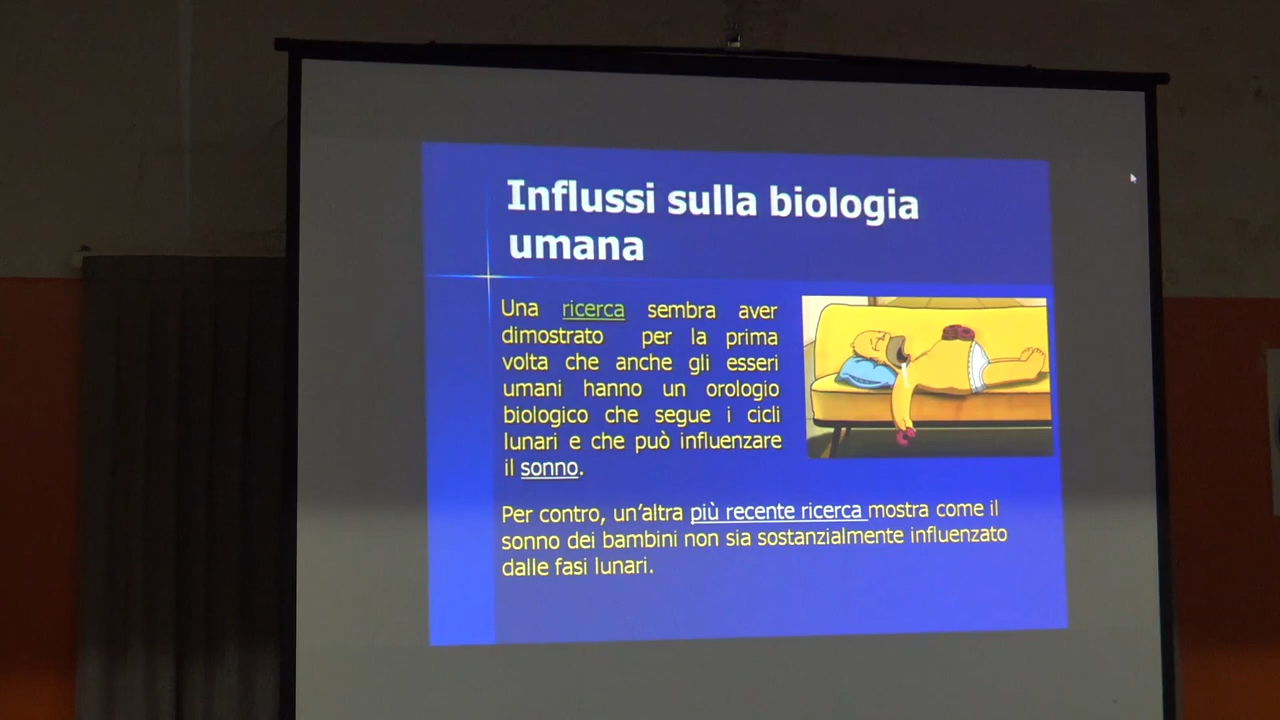 Influssi sulla biologia
umana
Una ricerca sembra aver
dimostrato per la prima
volta che anche gli esseri
umani hanno un orologio
biologico che segue i cicli
lunari e che può influenzare
il sonno.
Per contro, un'altra più recente ricerca mostra come il
sonno dei bambini non sia sostanzialmente influenzato
dalle fasi lunari.